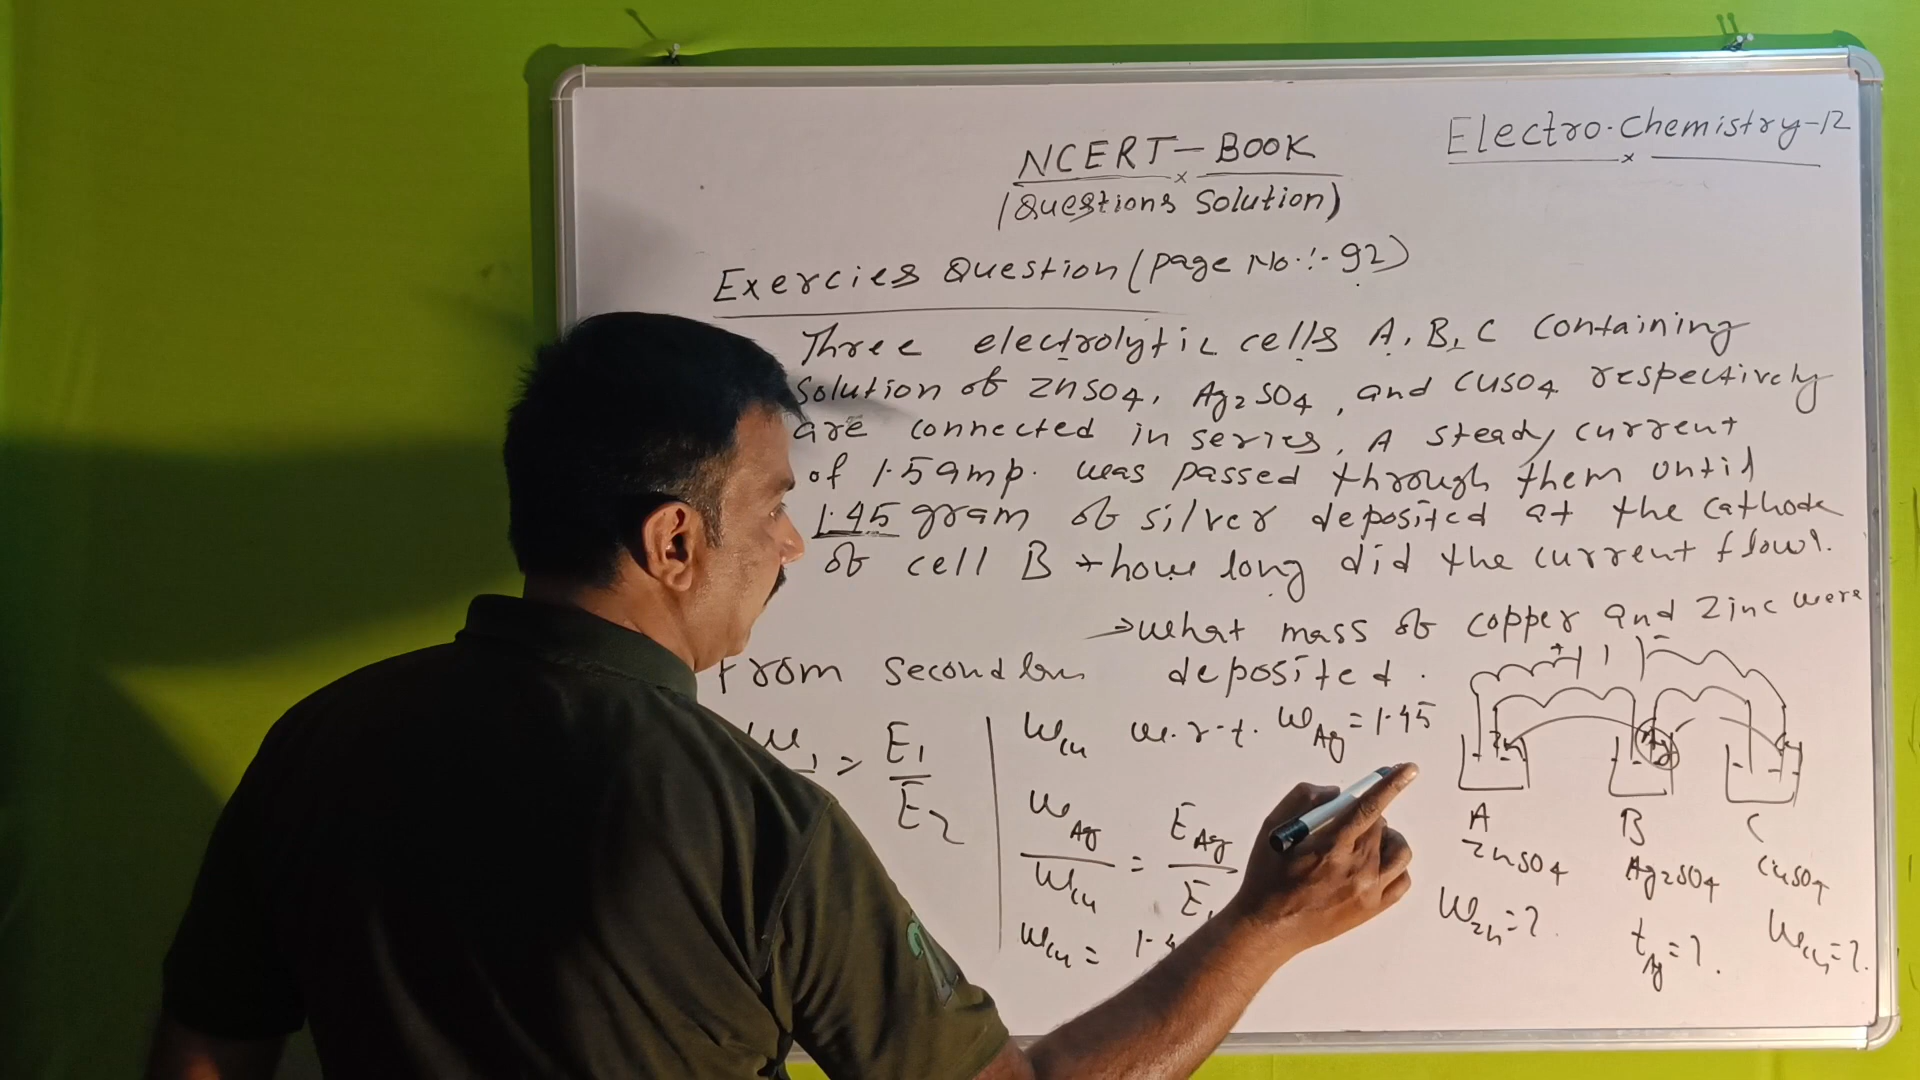 Electro.Chemistry-12
NCERT-BOOK
(Questions Solution)
Exercies Question (page No.:-92)
Three electrolytic cells A, B, C containing
solution of ZnSO4, Ag2SO4, and CuSO4 respectively
are connected in series, A steady current
of 1.5 amp. was passed through them until
1.45 gram of silver deposited at the cathode
of cell B → how long did the current flow?.
→ what mass of copper and Zinc were
deposited.
From second law
E1
=
E2
WCu w.r.t. WAg = 1.45
WAg
=
EAg
WCu
WCu =
+
-
Zn
Ag
A
ZnSO4
WZn = ?
B
Ag2SO4
tAg = ?
C
CuSO4
WCu = ?